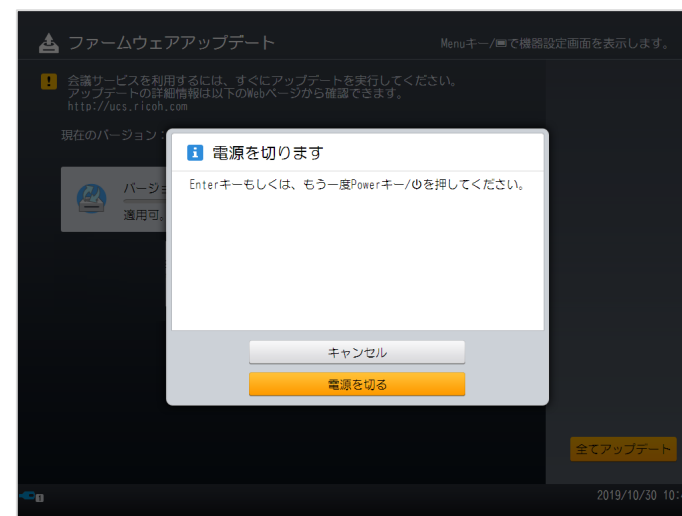 ファームウェアアップデート
Menuキー/で機器設定画面を表示します。
会議サービスを利用するには、すぐにアップデートを実行してください。
アップデートの詳細情報は以下のWebページから確認できます。
http://ucs.ricoh.com
現在のバージョン：
電源を切ります
Enterキーもしくは、もう一度Powerキー/⏻を押してください。
バージョ
適用可。
キャンセル
電源を切る
全てアップデート
1
2019/10/30 10: